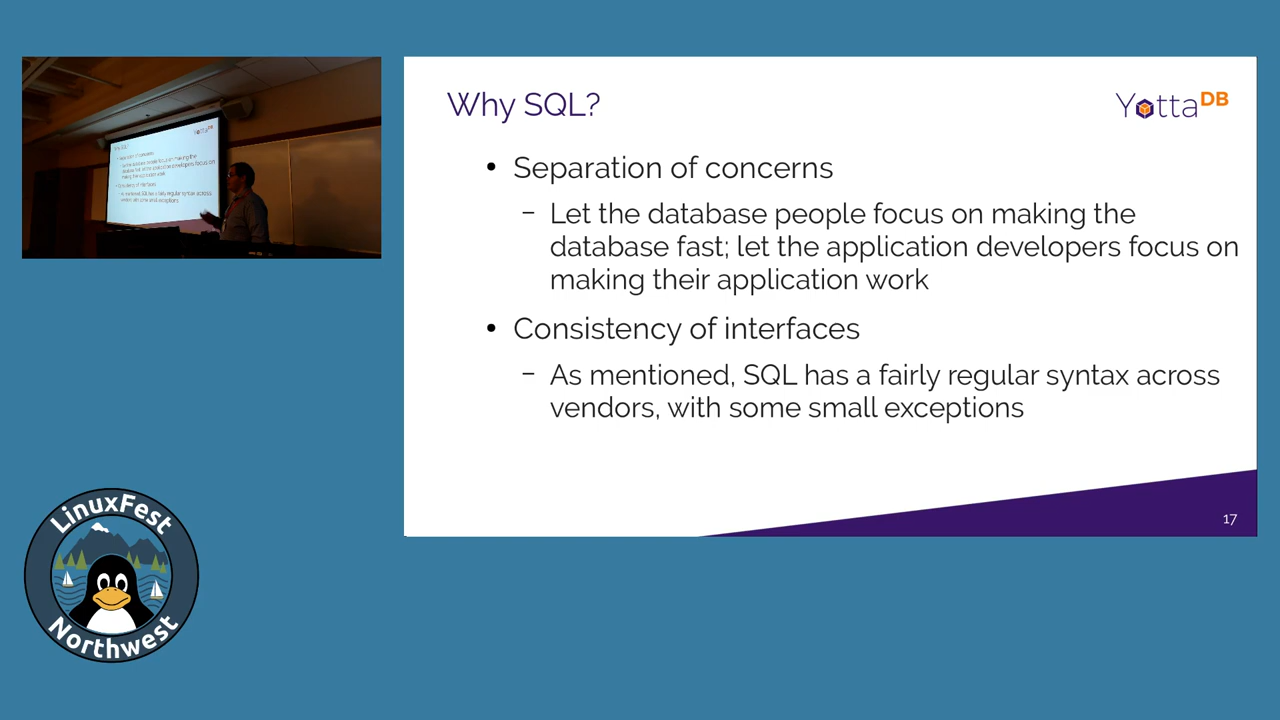 Why SQL?
YottaDB
• Separation of concerns
– Let the database people focus on making the
database fast; let the application developers focus on
making their application work
• Consistency of interfaces
– As mentioned, SQL has a fairly regular syntax across
vendors, with some small exceptions
17
LinuxFest
Northwest